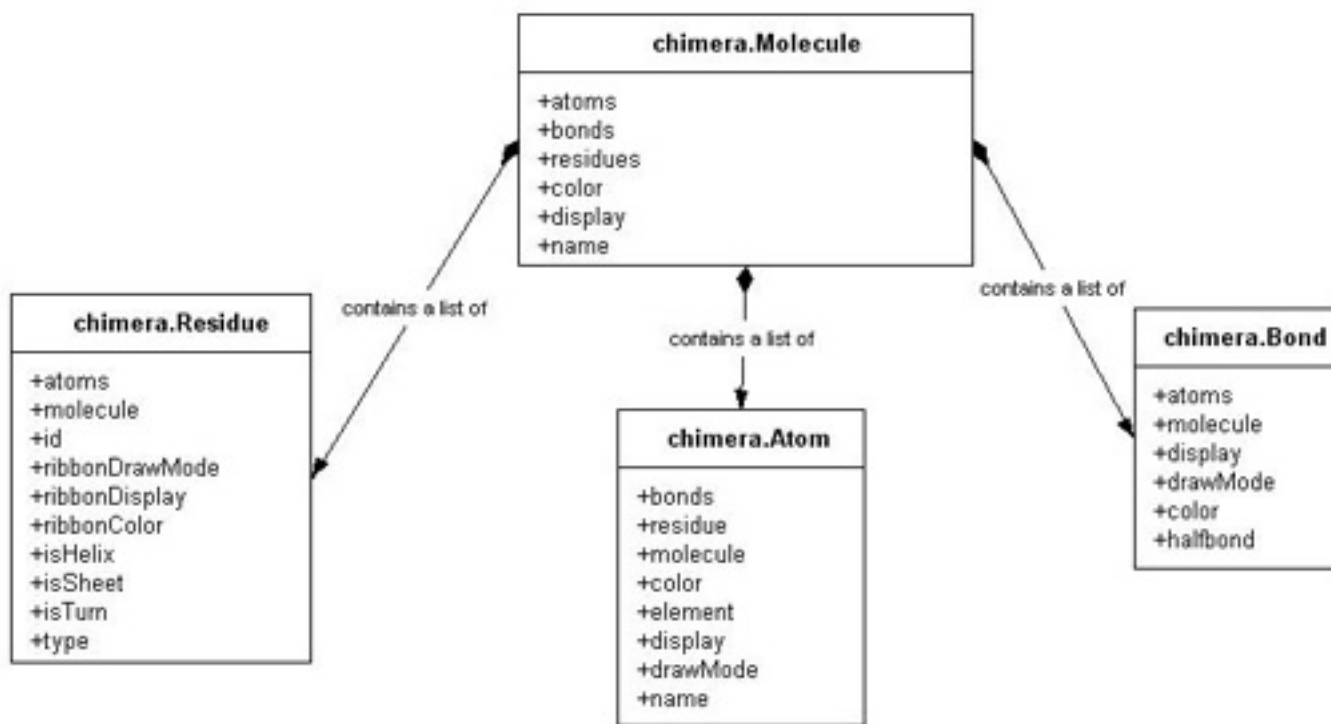 chimera.Molecule
+atoms
+bonds
+residues
+color
+display
+name
contains a list of
contains a list of
contains a list of
chimera.Residue
+atoms
+molecule
+id
+ribbonDrawMode
+ribbonDisplay
+ribbonColor
+isHelix
+isSheet
+isTurn
+type
chimera.Atom
+bonds
+residue
+molecule
+color
+element
+display
+drawMode
+name
chimera.Bond
+atoms
+molecule
+display
+drawMode
+color
+halfbond